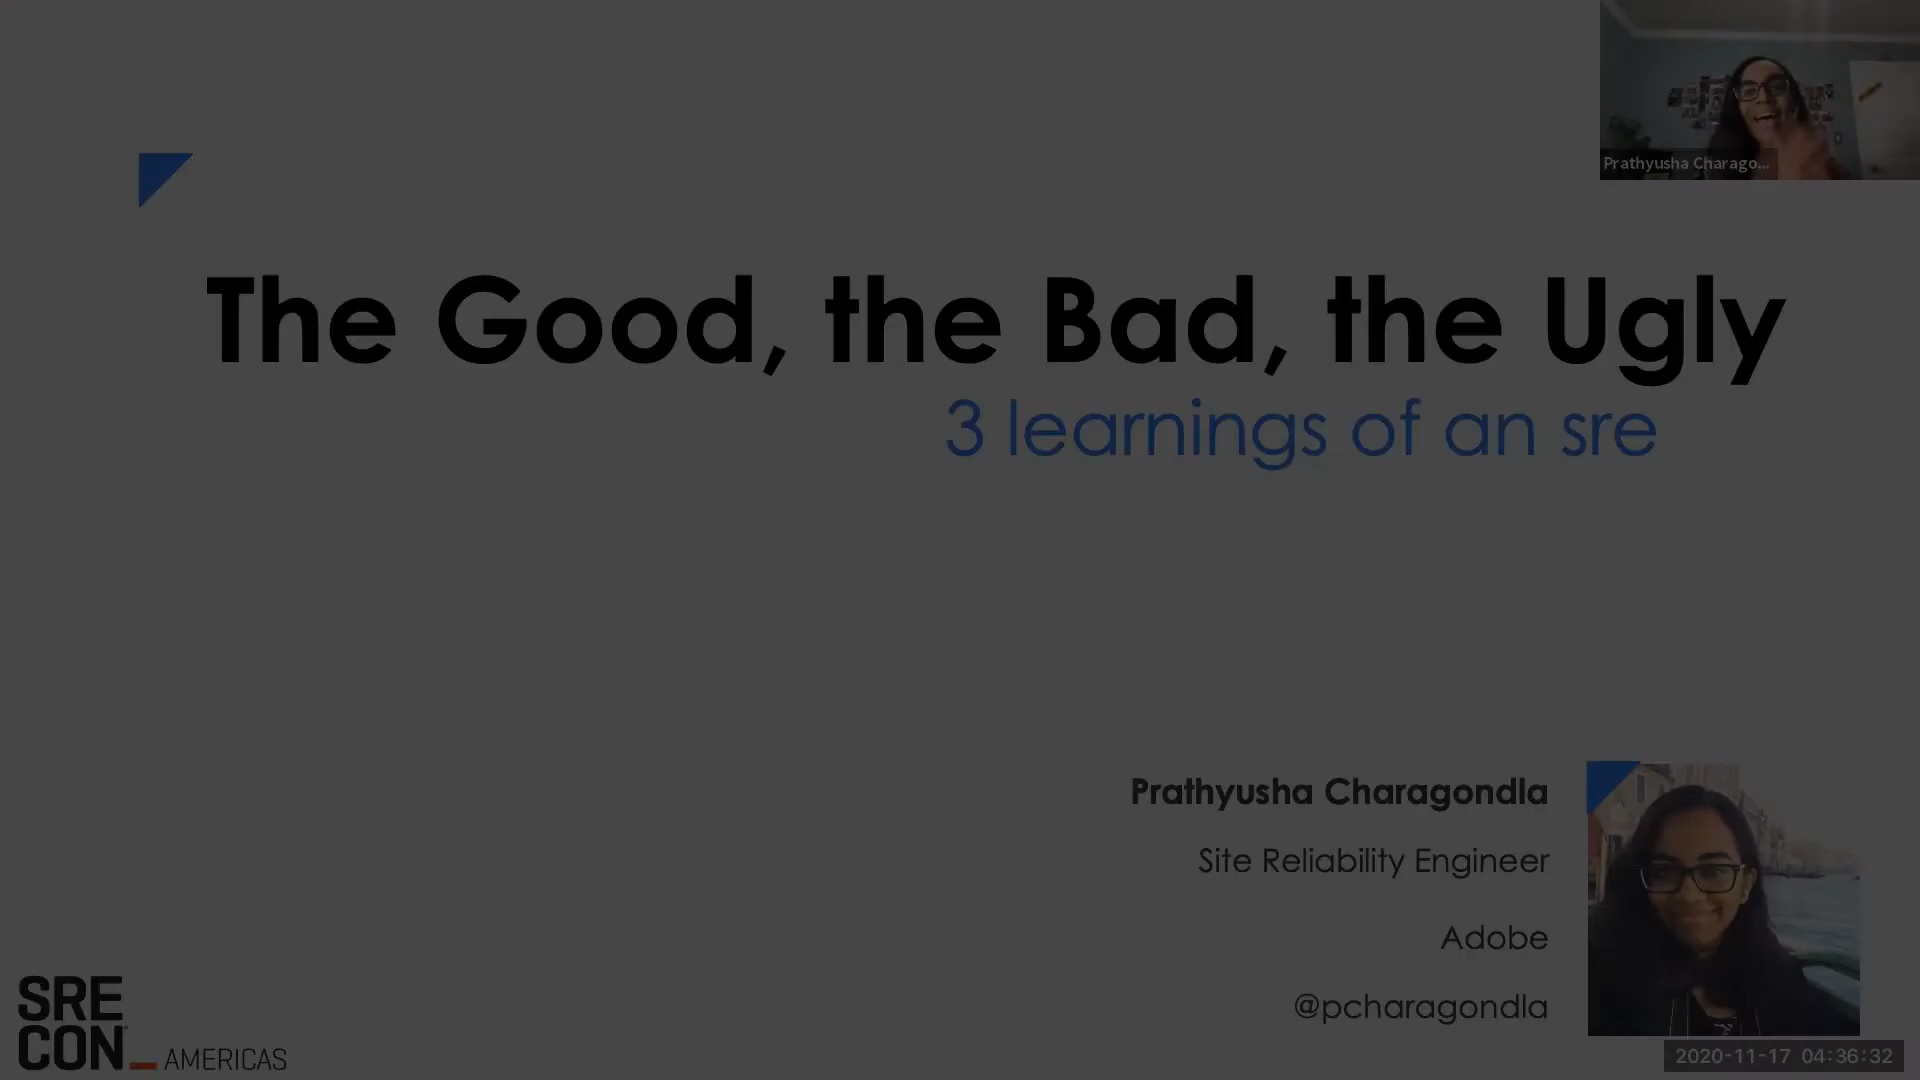 Prathyusha Charago...
The Good, the Bad, the Ugly
3 learnings of an sre
Prathyusha Charagondla
Site Reliability Engineer
Adobe
@pcharagondla
SRE
CON AMERICAS
2020-11-17 04:36:32